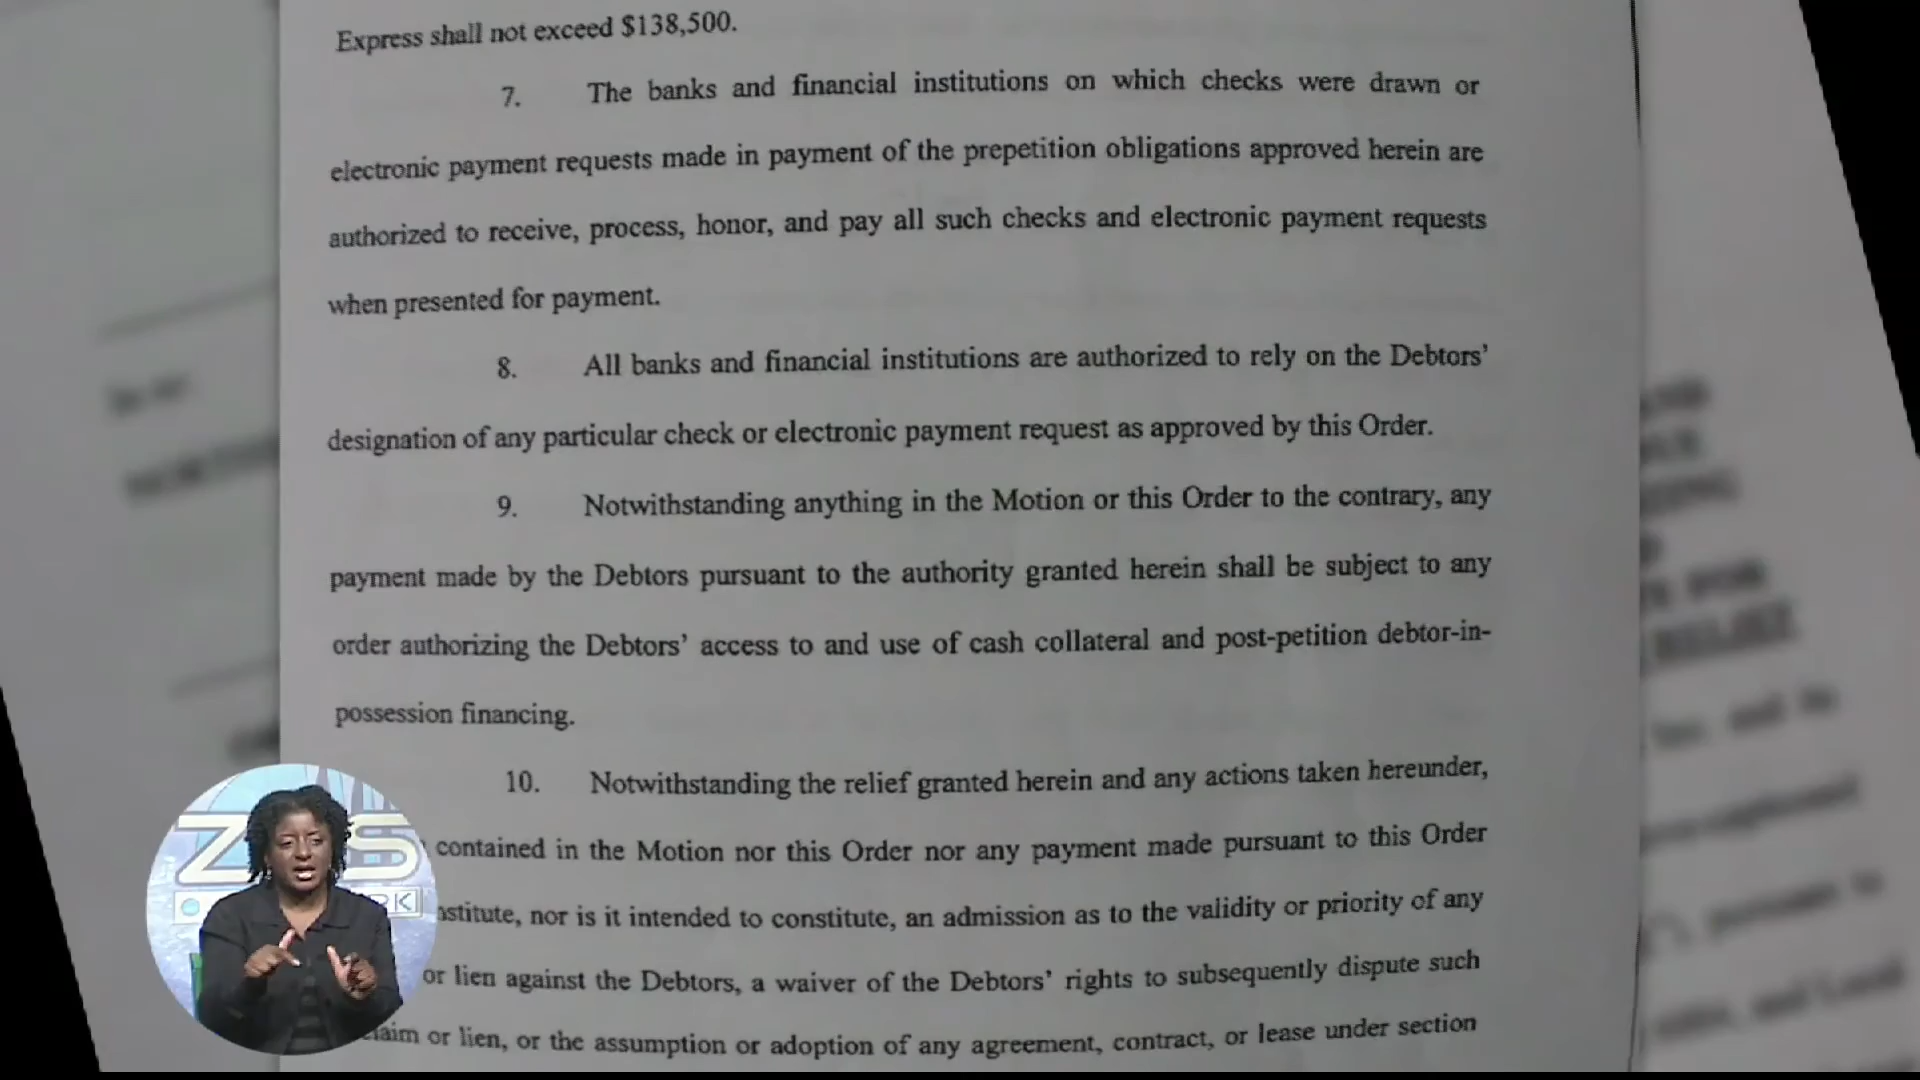 Express shall not exceed $138,500.
7. The banks and financial institutions on which checks were drawn or
electronic payment requests made in payment of the prepetition obligations approved herein are
authorized to receive, process, honor, and pay all such checks and electronic payment requests
when presented for payment.
8. All banks and financial institutions are authorized to rely on the Debtors’
designation of any particular check or electronic payment request as approved by this Order.
9. Notwithstanding anything in the Motion or this Order to the contrary, any
payment made by the Debtors pursuant to the authority granted herein shall be subject to any
order authorizing the Debtors’ access to and use of cash collateral and post-petition debtor-in-
possession financing.
10. Notwithstanding the relief granted herein and any actions taken hereunder,
contained in the Motion nor this Order nor any payment made pursuant to this Order
stitute, nor is it intended to constitute, an admission as to the validity or priority of any
or lien against the Debtors, a waiver of the Debtors’ rights to subsequently dispute such
laim or lien, or the assumption or adoption of any agreement, contract, or lease under section
RELIEF
pursuant to